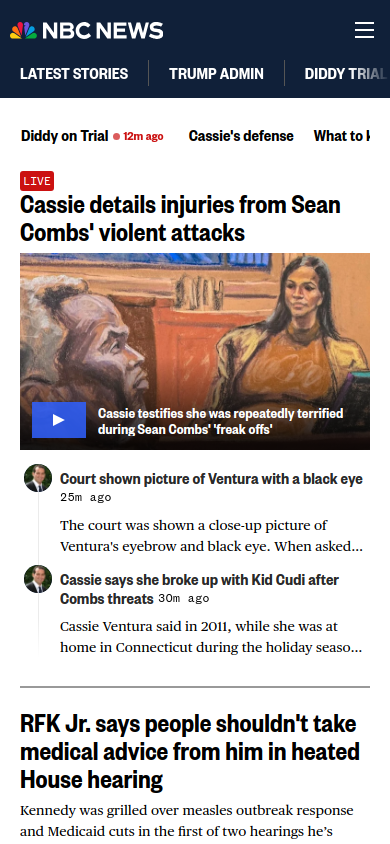 NBC NEWS
LATEST STORIES
TRUMP ADMIN
DIDDY TRIAL
Diddy on Trial
12m ago
Cassie's defense
What to k
LIVE
Cassie details injuries from Sean
Combs' violent attacks
Cassie testifies she was repeatedly terrified
during Sean Combs' 'freak offs'
Court shown picture of Ventura with a black eye
25m ago
The court was shown a close-up picture of
Ventura's eyebrow and black eye. When asked...
Cassie says she broke up with Kid Cudi after
Combs threats 30m ago
Cassie Ventura said in 2011, while she was at
home in Connecticut during the holiday seaso...
RFK Jr. says people shouldn't take
medical advice from him in heated
House hearing
Kennedy was grilled over measles outbreak response
and Medicaid cuts in the first of two hearings he’s